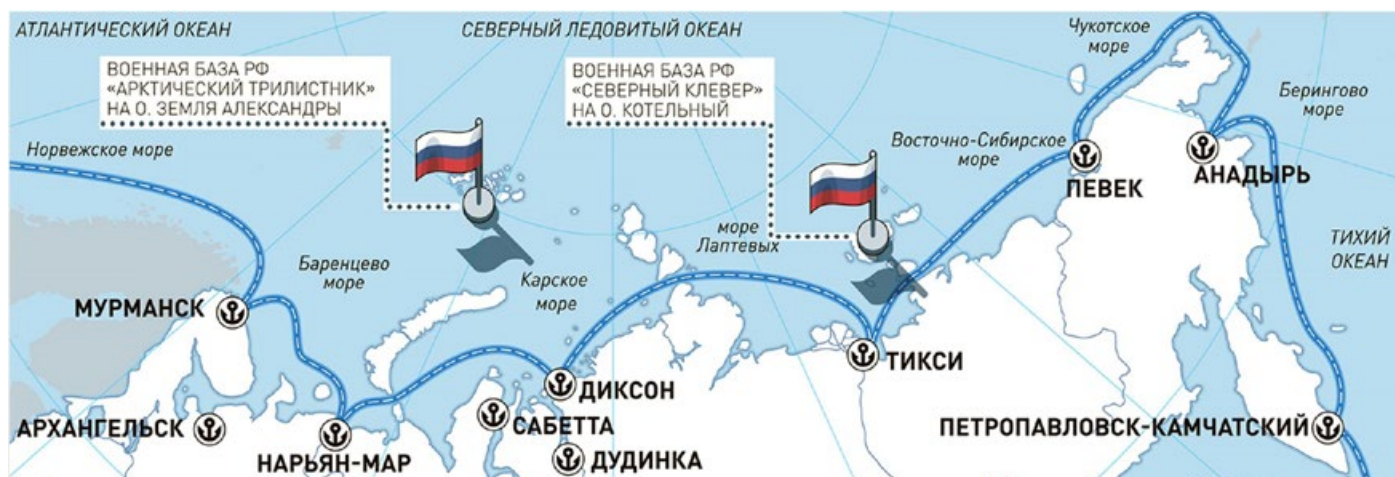 АТЛАНТИЧЕСКИЙ ОКЕАН
СЕВЕРНЫЙ ЛЕДОВИТЫЙ ОКЕАН
Чукотское
море
ВОЕННАЯ БАЗА РФ
«АРКТИЧЕСКИЙ ТРИЛИСТНИК»
НА О. ЗЕМЛЯ АЛЕКСАНДРЫ
ВОЕННАЯ БАЗА РФ
«СЕВЕРНЫЙ КЛЕВЕР»
НА О. КОТЕЛЬНЫЙ
Берингово
море
Норвежское море
Восточно-Сибирское
море
ПЕВЕК
АНАДЫРЬ
море
Лаптевых
ТИХИЙ
ОКЕАН
Баренцево
море
Карское
море
МУРМАНСК
ТИКСИ
ДИКСОН
АРХАНГЕЛЬСК
САБЕТТА
ПЕТРОПАВЛОВСК-КАМЧАТСКИЙ
НАРЬЯН-МАР
ДУДИНКА